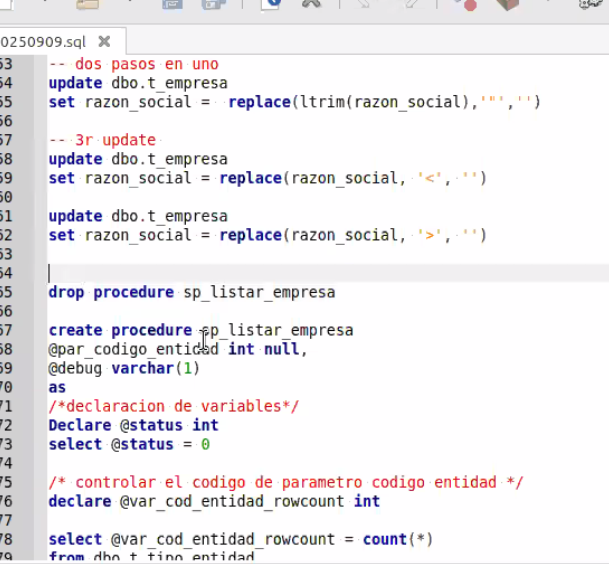 0250909.sql
53 -- dos pasos en uno
54 update dbo.t_empresa
55 set razon_social =  replace(ltrim(razon_social),'"','')
56
57 -- 3r update
58 update dbo.t_empresa
59 set razon_social = replace(razon_social, '<', '')
60
61 update dbo.t_empresa
62 set razon_social = replace(razon_social, '>', '')
63
64
65 drop procedure sp_listar_empresa
66
67 create procedure sp_listar_empresa
68 @par_codigo_entidad int null,
69 @debug varchar(1)
70 as
71 /*declaracion de variables*/
72 Declare @status int
73 select @status = 0
74
75 /* controlar el codigo de parametro codigo entidad */
76 declare @var_cod_entidad_rowcount int
77
78 select @var_cod_entidad_rowcount = count(*)
79 from dbo.t_tipo_entidad